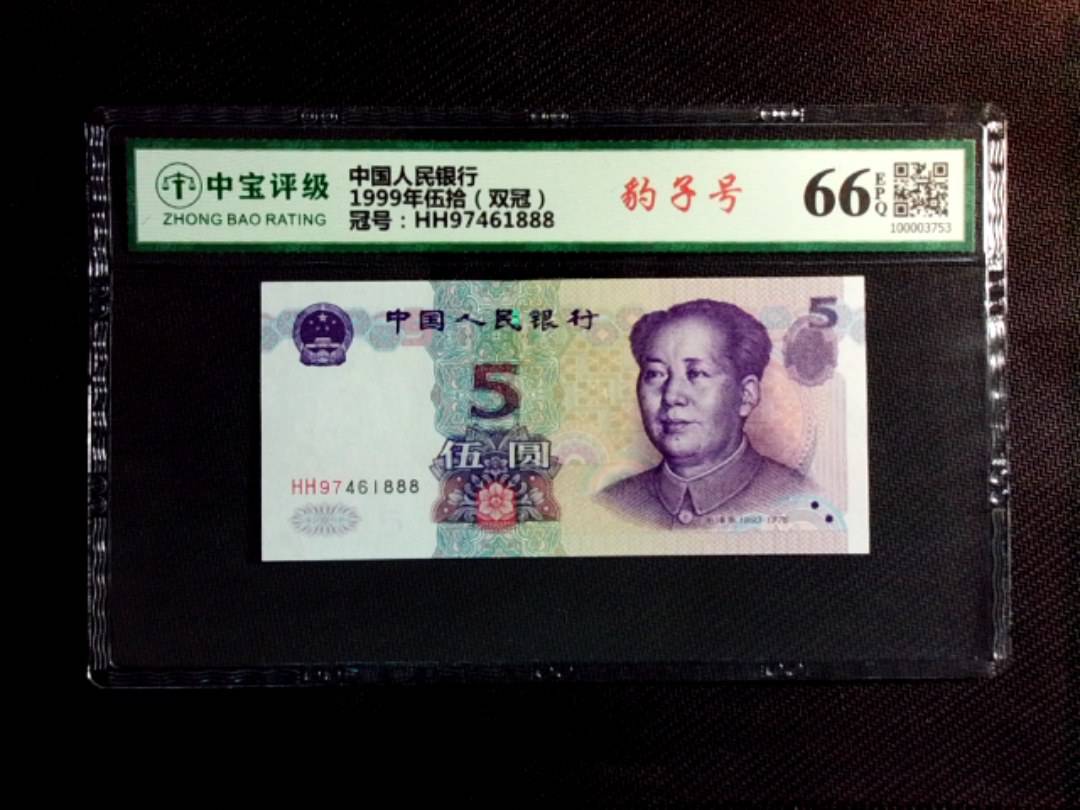 中宝评级
ZHONG BAO RATING
中国人民银行
1999年伍拾(双冠)
冠号:HH97461888
豹子号
66
EPQ
100003753
中国人民银行
5
5
伍圆
HH97461888
1893-1976